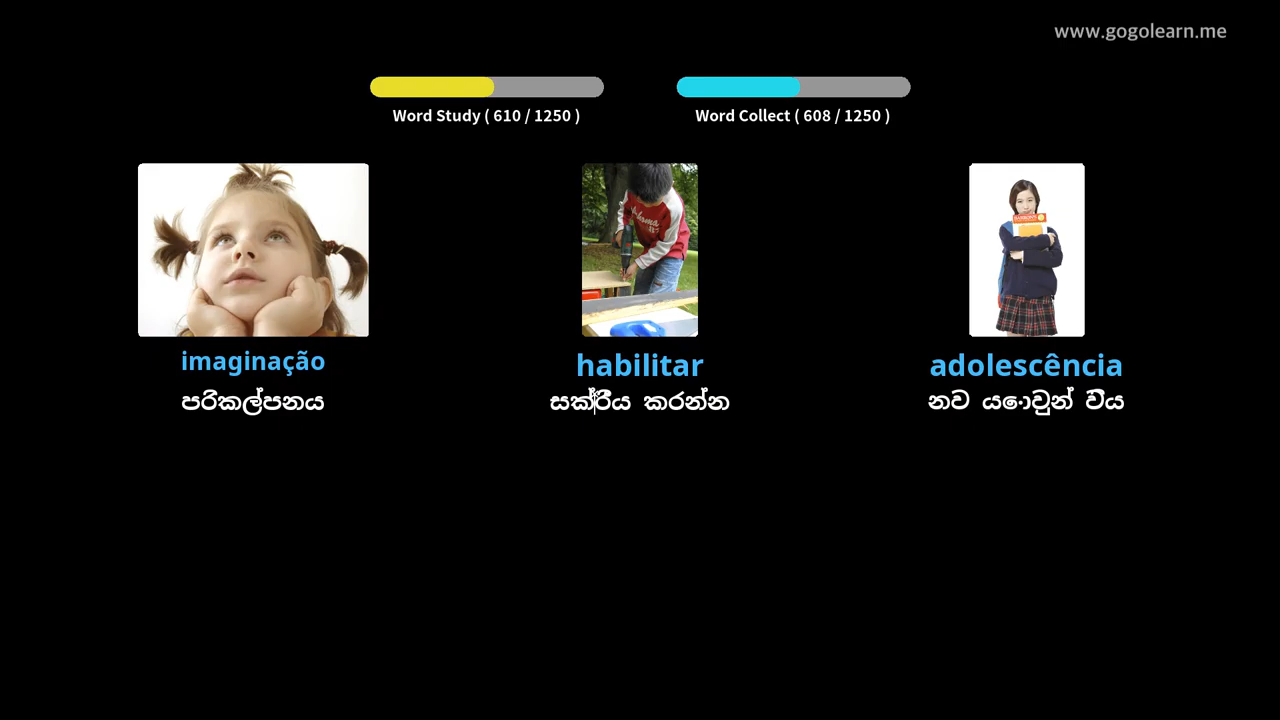 www.gogolearn.me
Word Study ( 610 / 1250 )
Word Collect ( 608 / 1250 )
imaginação
habilitar
adolescência
පරිකල්පනය
සක්රීය කරන්න
නව යෞවුන් විය